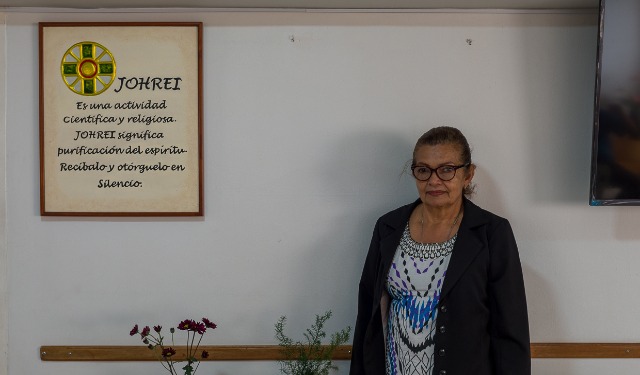 JOHREI
Es una actividad
Científica y religiosa.
JOHREI significa
purificación del espíritu.
Recíbalo y otórguelo en
Silencio.